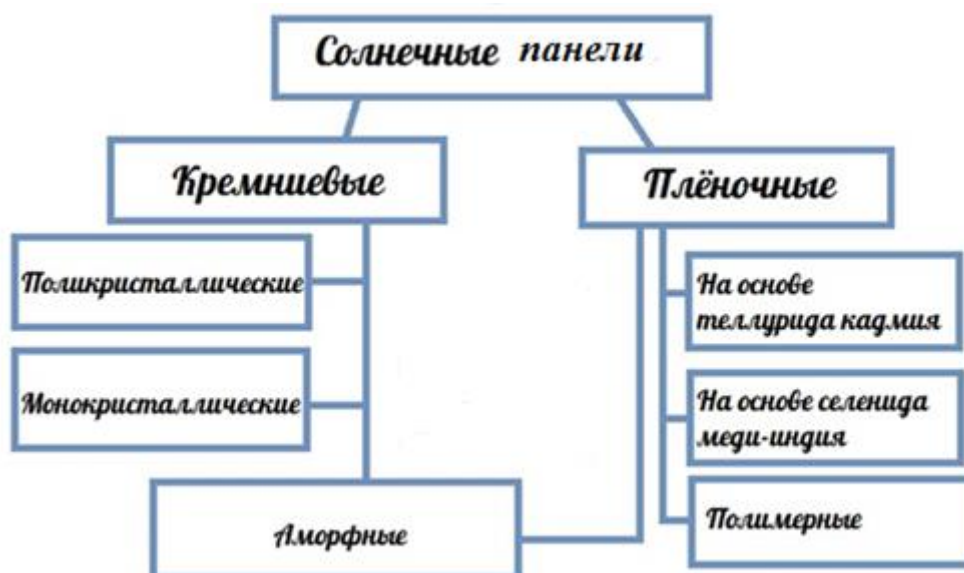 Солнечные панели
Кремниевые
Плёночные
Поликристаллические
Монокристаллические
Аморфные
На основе
теллурида кадмия
На основе селенида
меди-индия
Полимерные